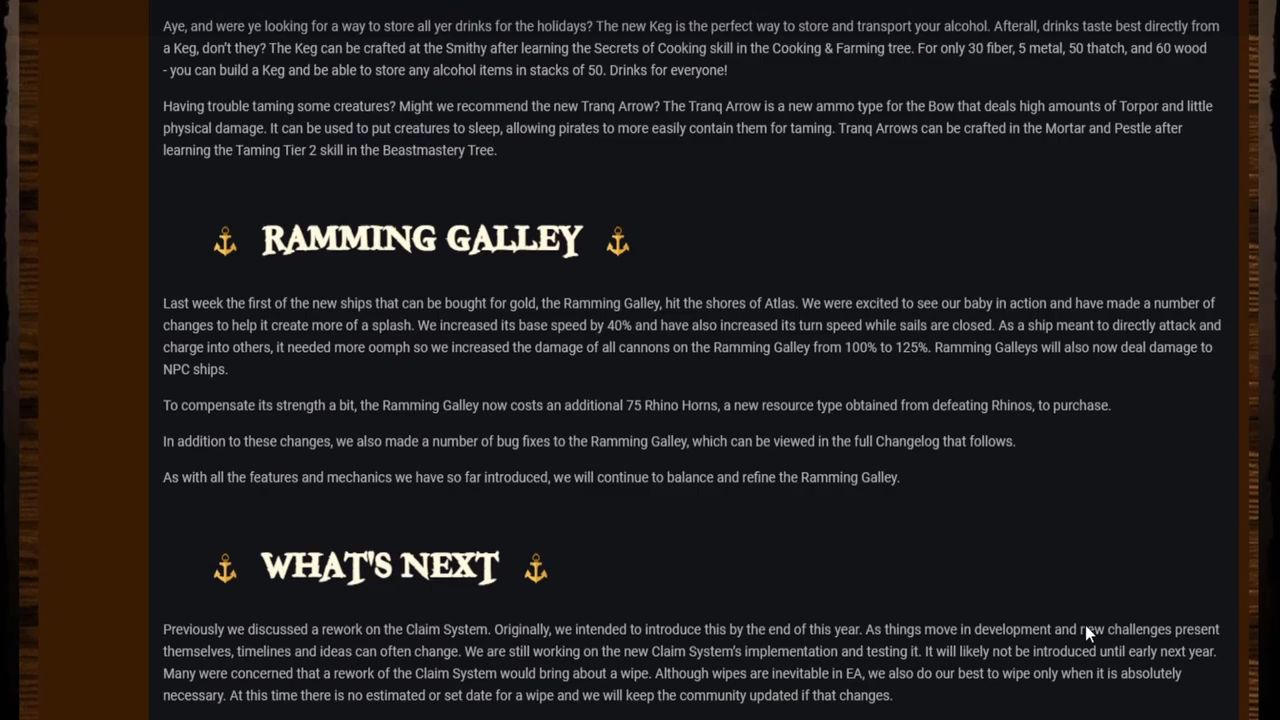 Aye, and were ye looking for a way to store all yer drinks for the holidays? The new Keg is the perfect way to store and transport your alcohol. Afterall, drinks taste best directly from
a Keg, don't they? The Keg can be crafted at the Smithy after learning the Secrets of Cooking skill in the Cooking & Farming tree. For only 30 fiber, 5 metal, 50 thatch, and 60 wood
- you can build a Keg and be able to store any alcohol items in stacks of 50. Drinks for everyone!
Having trouble taming some creatures? Might we recommend the new Tranq Arrow? The Tranq Arrow is a new ammo type for the Bow that deals high amounts of Torpor and little
physical damage. It can be used to put creatures to sleep, allowing pirates to more easily contain them for taming. Tranq Arrows can be crafted in the Mortar and Pestle after
learning the Taming Tier 2 skill in the Beastmastery Tree.
RAMMING GALLEY
Last week the first of the new ships that can be bought for gold, the Ramming Galley, hit the shores of Atlas. We were excited to see our baby in action and have made a number of
changes to help it create more of a splash. We increased its base speed by 40% and have also increased its turn speed while sails are closed. As a ship meant to directly attack and
charge into others, it needed more oomph so we increased the damage of all cannons on the Ramming Galley from 100% to 125%. Ramming Galleys will also now deal damage to
NPC ships.
To compensate its strength a bit, the Ramming Galley now costs an additional 75 Rhino Horns, a new resource type obtained from defeating Rhinos, to purchase.
In addition to these changes, we also made a number of bug fixes to the Ramming Galley, which can be viewed in the full Changelog that follows.
As with all the features and mechanics we have so far introduced, we will continue to balance and refine the Ramming Galley.
WHAT'S NEXT
Previously we discussed a rework on the Claim System. Originally, we intended to introduce this by the end of this year. As things move in development and new challenges present
themselves, timelines and ideas can often change. We are still working on the new Claim System's implementation and testing it. It will likely not be introduced until early next year.
Many were concerned that a rework of the Claim System would bring about a wipe. Although wipes are inevitable in EA, we also do our best to wipe only when it is absolutely
necessary. At this time there is no estimated or set date for a wipe and we will keep the community updated if that changes.